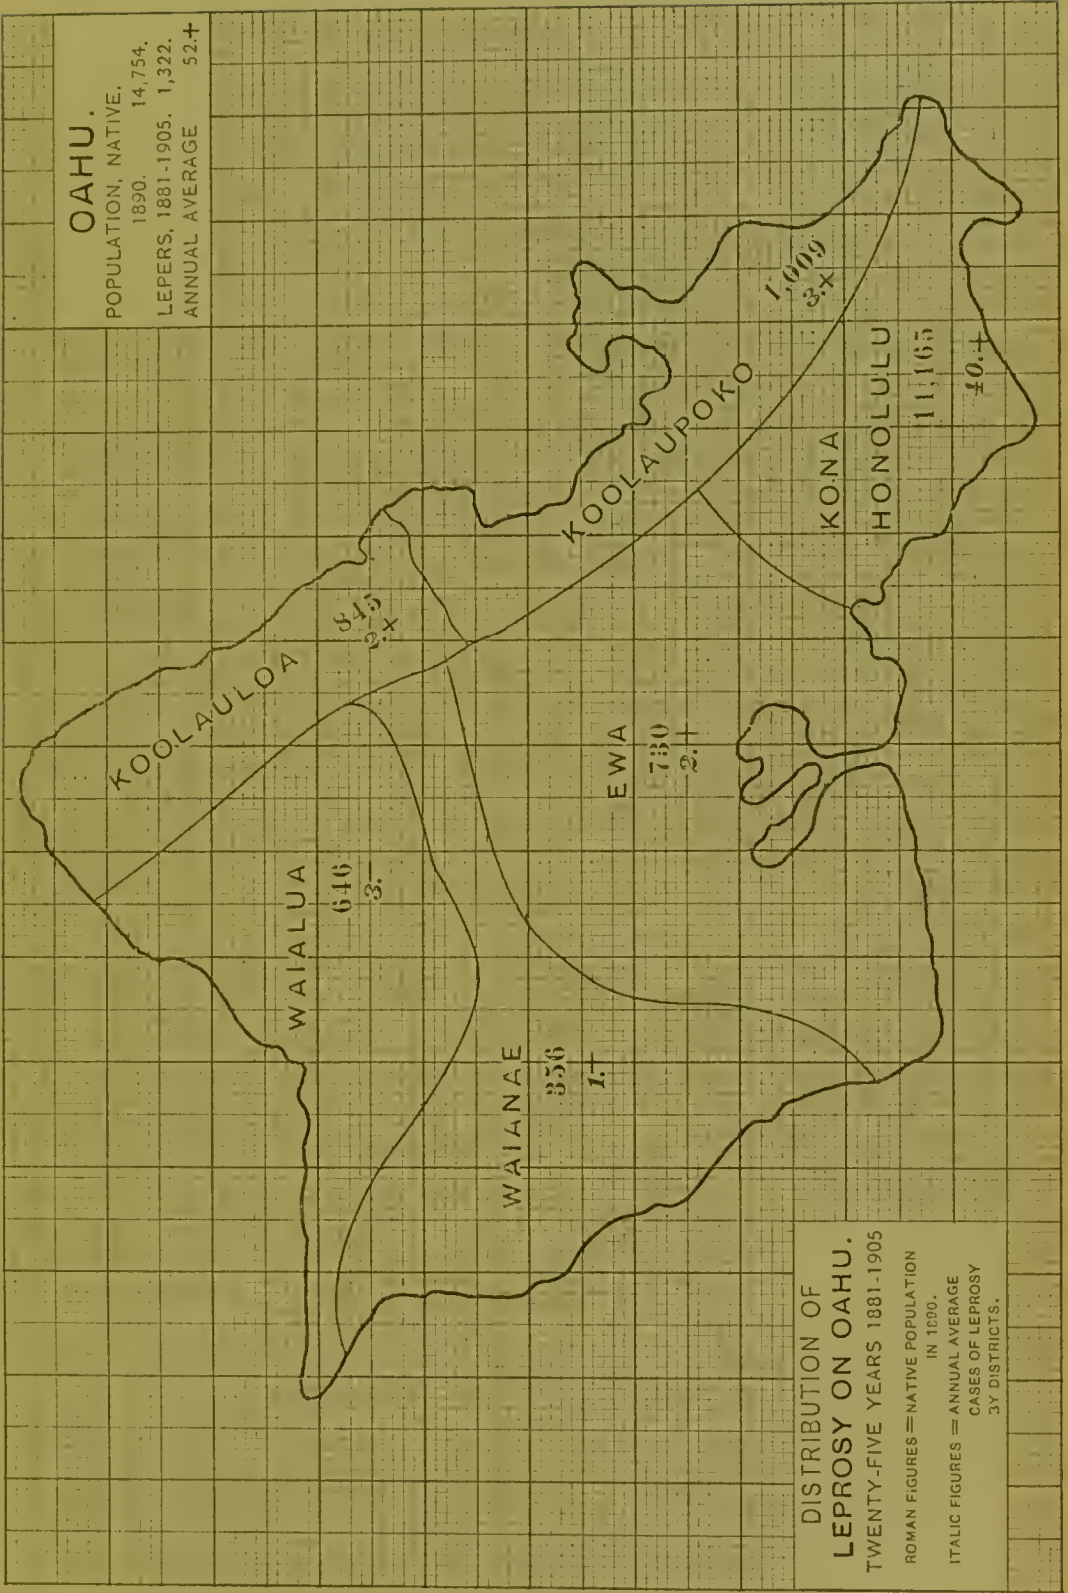 OAHU.
POPULATION, NATIVE.
1890. 14,754.
LEPERS, 1881-1905. 1,322.
ANNUAL AVERAGE 52.+
KOOLAULOA
845
2.×
KOOLAUPOKO
1,009
3.×
WAIALUA
646
3.-
EWA
730
2.+
KONA
HONOLULU
11,165
40.+
WAIANAE
356
1.+
DISTRIBUTION OF
LEPROSY ON OAHU.
TWENTY-FIVE YEARS 1881-1905
ROMAN FIGURES = NATIVE POPULATION
IN 1890.
ITALIC FIGURES = ANNUAL AVERAGE
CASES OF LEPROSY
BY DISTRICTS.